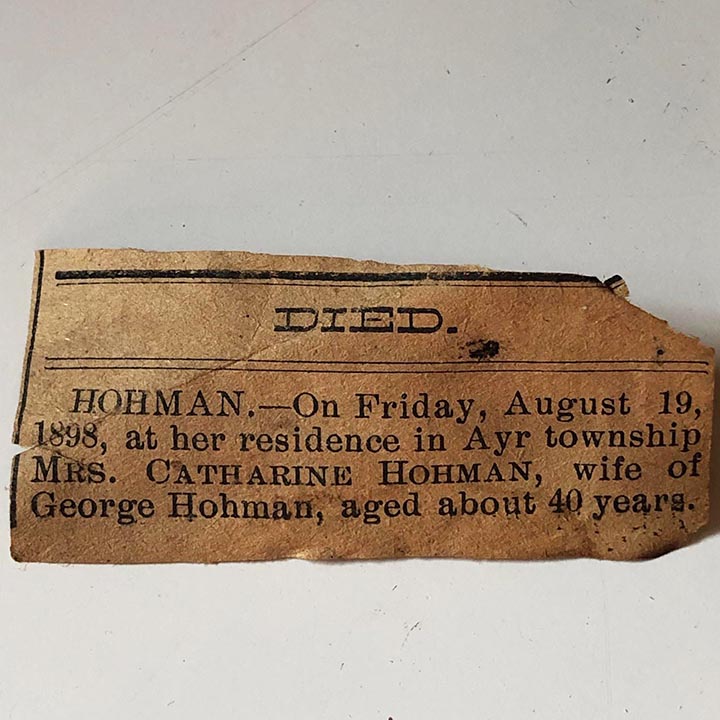 DIED.
HOHMAN.—On Friday, August 19,
1898, at her residence in Ayr township
MRS. CATHARINE HOHMAN, wife of
George Hohman, aged about 40 years.